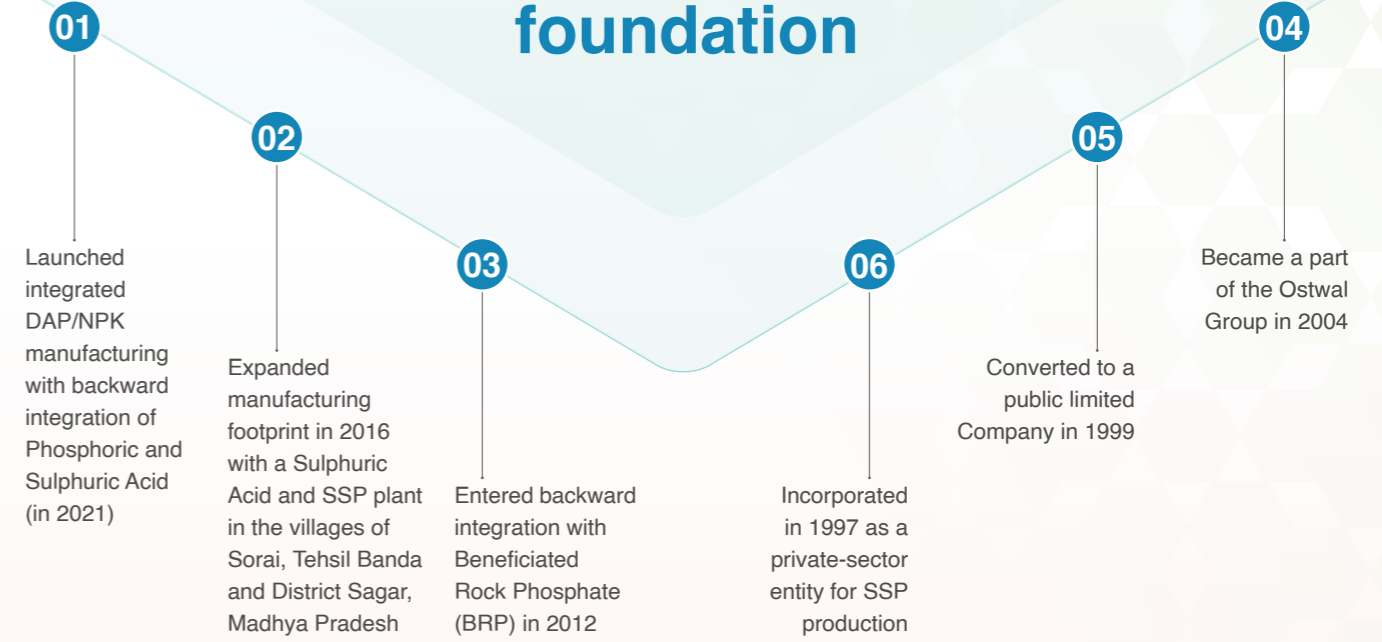 foundation
01
Launched
integrated
DAP/NPK
manufacturing
with backward
integration of
Phosphoric and
Sulphuric Acid
(in 2021)
02
Expanded
manufacturing
footprint in 2016
with a Sulphuric
Acid and SSP plant
in the villages of
Sorai, Tehsil Banda
and District Sagar,
Madhya Pradesh
03
Entered backward
integration with
Beneficiated
Rock Phosphate
(BRP) in 2012
04
Became a part
of the Ostwal
Group in 2004
05
Converted to a
public limited
Company in 1999
06
Incorporated
in 1997 as a
private-sector
entity for SSP
production